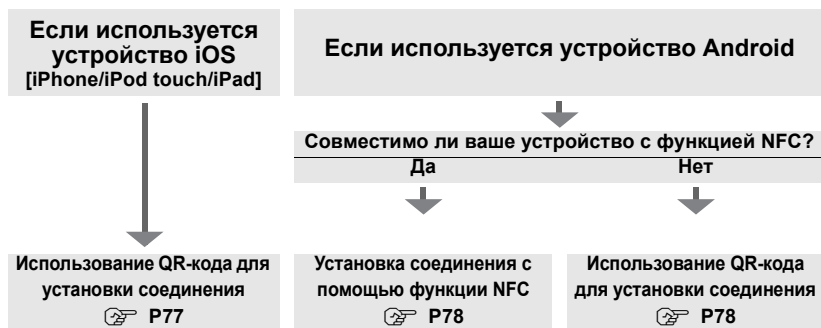 Если используется
устройство iOS
[iPhone/iPod touch/iPad]
Если используется устройство Android
Совместимо ли ваше устройство с функцией NFC?
Да
Нет
Использование QR-кода для
установки соединения
P77
Установка соединения с
помощью функции NFC
P78
Использование QR-кода
для установки соединения
P78